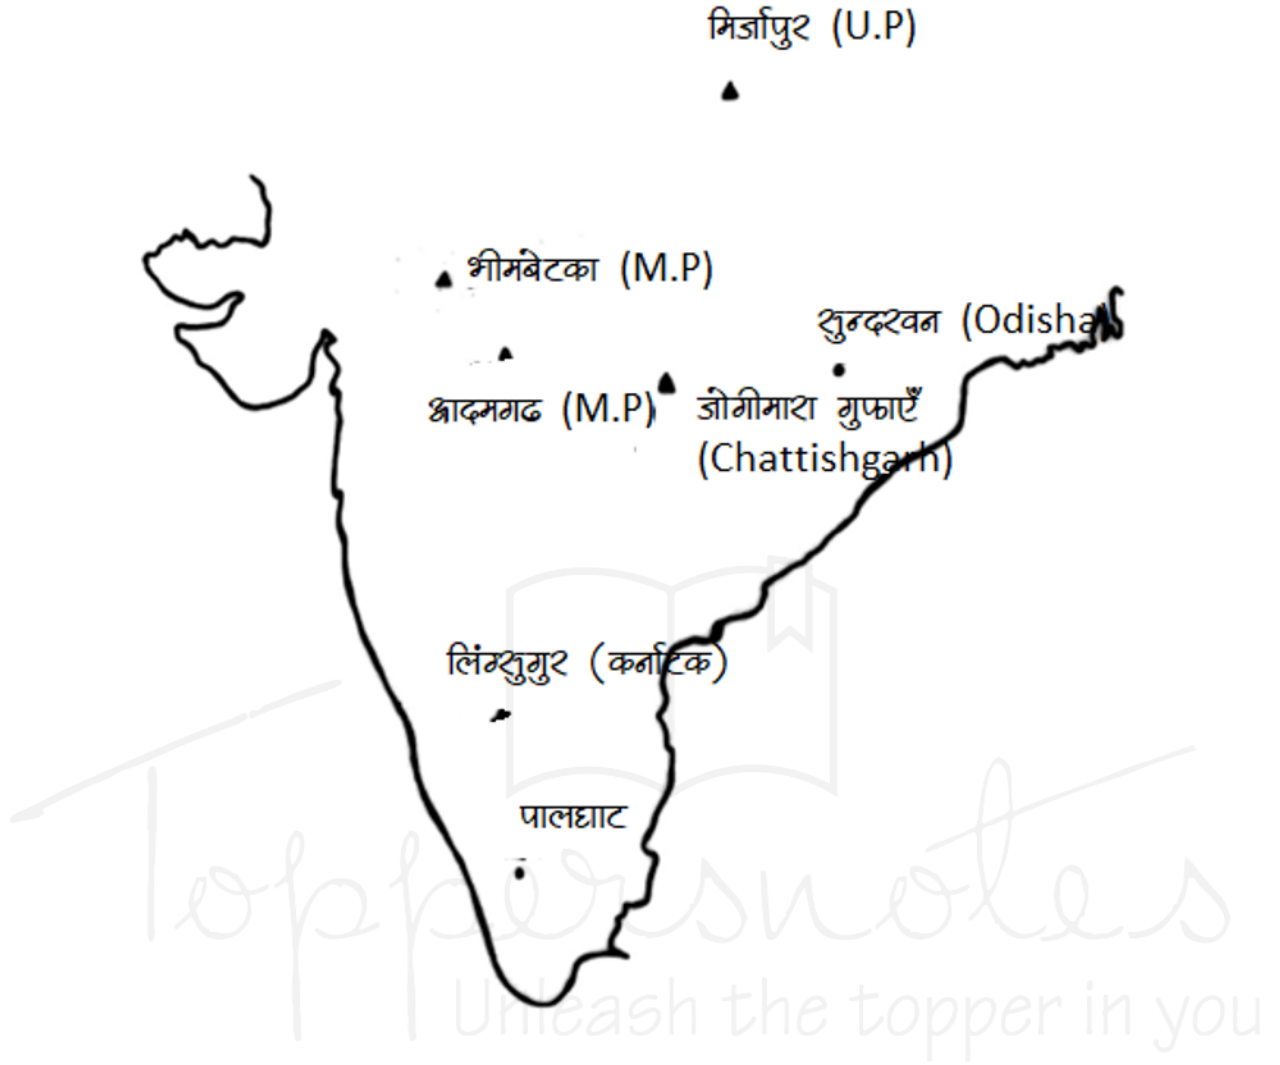 मिर्जापुर (U.P)
भीमबेटका (M.P)
सुन्दरवन (Odisha)
आदमगढ (M.P)
जोगीमारा गुफाएँ
(Chattishgarh)
लिंग्सुगुर (कर्नाटक)
पालघाट
Toppersnotes
Unleash the topper in you